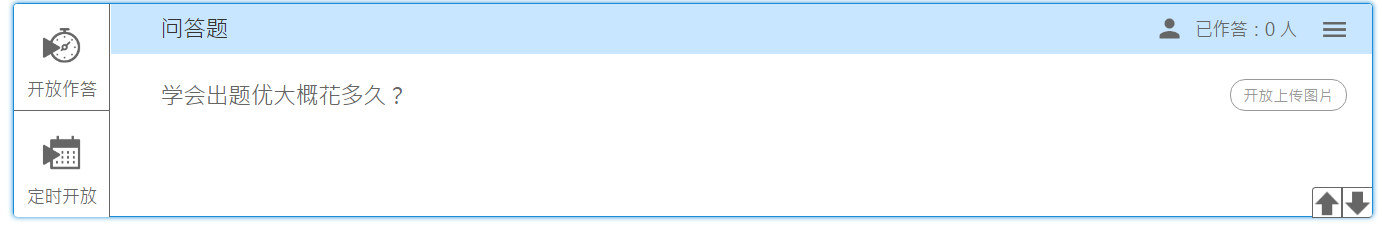 问答题
已作答：0 人
开放作答
学会出题优大概花多久？
开放上传图片
定时开放